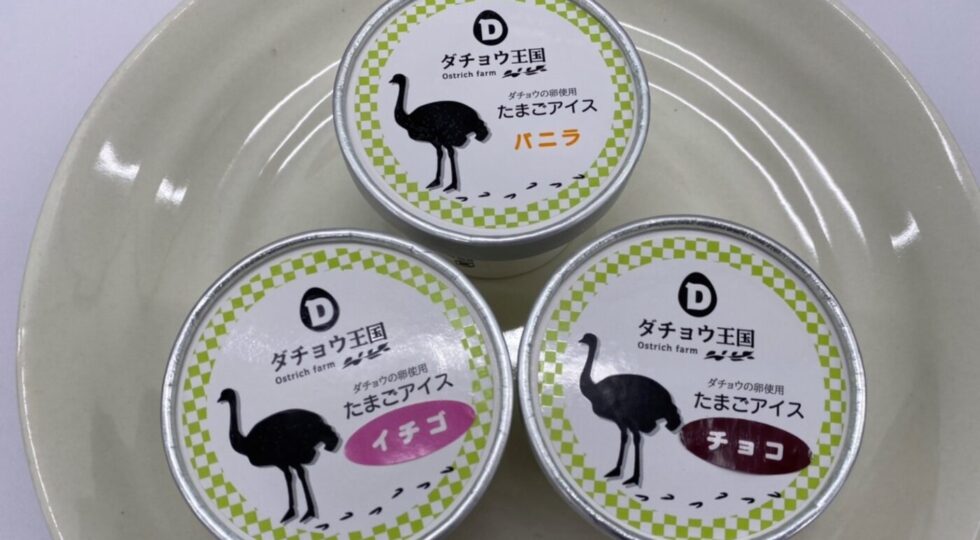 D
ダチョウ王国
Ostrich farm
ダチョウの卵使用
たまごアイス
バニラ
D
ダチョウ王国
Ostrich farm
ダチョウの卵使用
たまごアイス
イチゴ
D
ダチョウ王国
Ostrich farm
ダチョウの卵使用
たまごアイス
チョコ